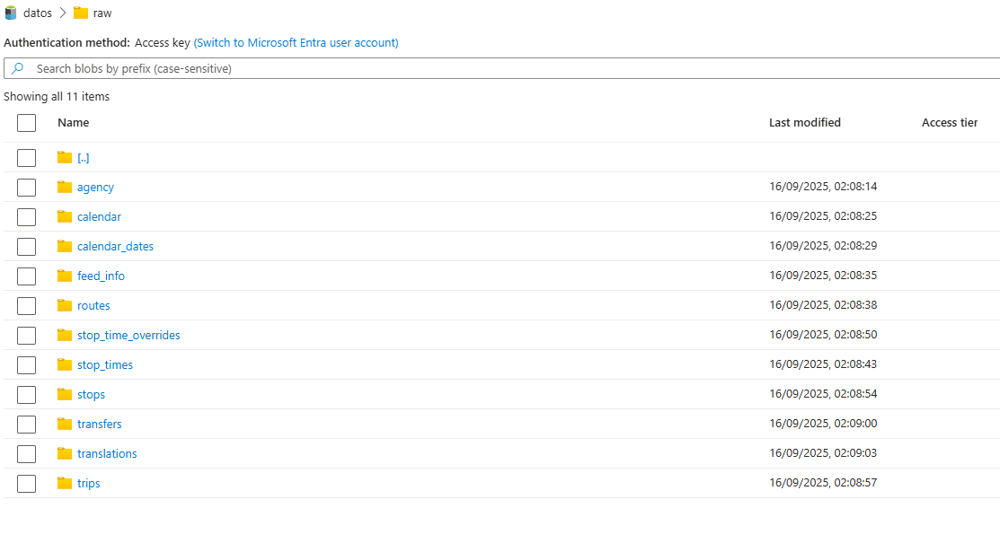 datos > raw
Authentication method: Access key (Switch to Microsoft Entra user account)
Search blobs by prefix (case-sensitive)
Showing all 11 items
Name Last modified Access tier
[..]
agency 16/09/2025, 02:08:14
calendar 16/09/2025, 02:08:25
calendar_dates 16/09/2025, 02:08:29
feed_info 16/09/2025, 02:08:35
routes 16/09/2025, 02:08:38
stop_time_overrides 16/09/2025, 02:08:50
stop_times 16/09/2025, 02:08:43
stops 16/09/2025, 02:08:54
transfers 16/09/2025, 02:09:00
translations 16/09/2025, 02:09:03
trips 16/09/2025, 02:08:57